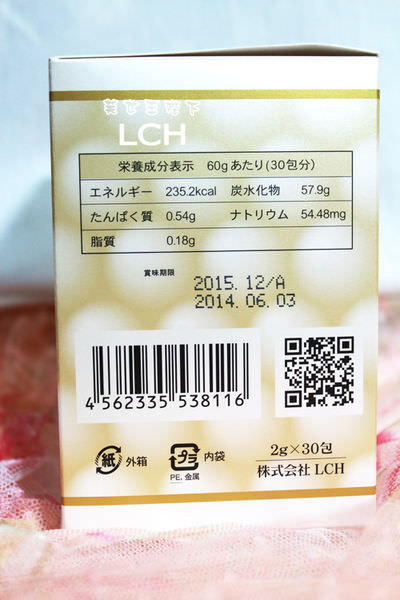 LCH
栄養成分表示 60gあたり(30包分)
エネルギー 235.2kcal 炭水化物 57.9g
たんぱく質 0.54g ナトリウム 54.48mg
脂質 0.18g
賞味期限 2015.12/A
2014.06.03
4 562335 538116
紙 外箱 プラ 内袋 2g×30包
PE, 金属 株式会社 LCH